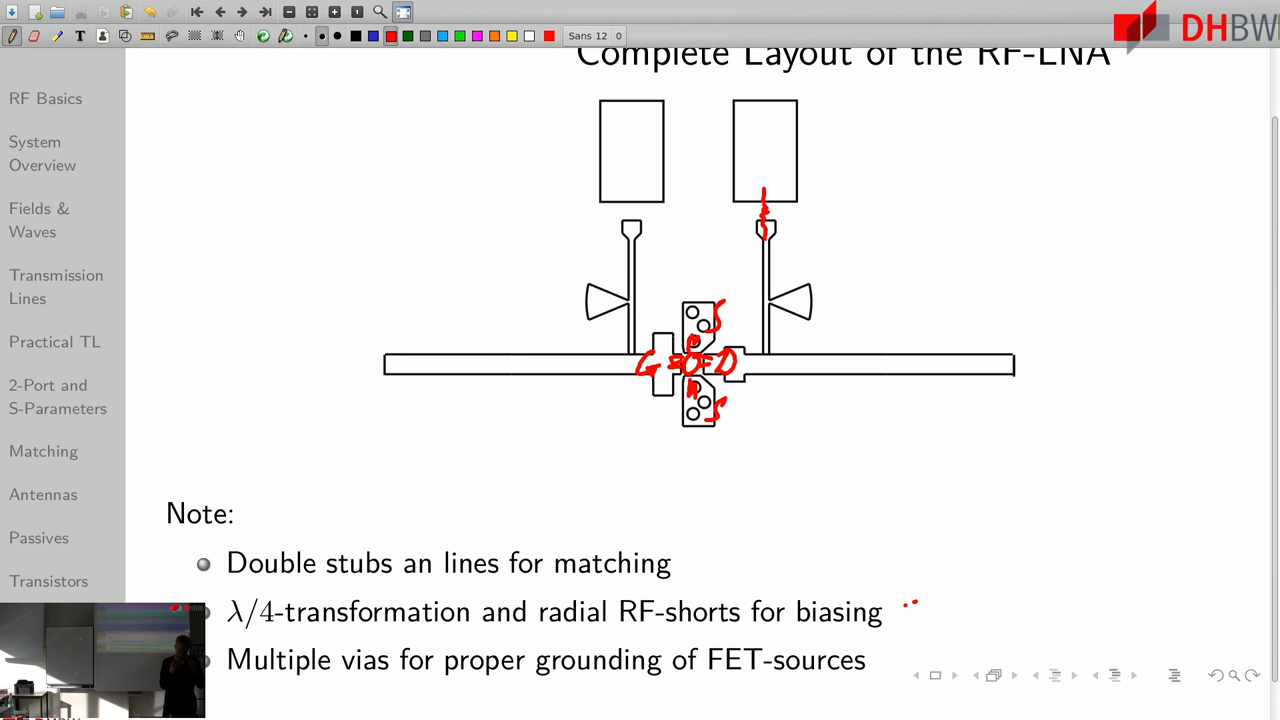 Sans 12 0
DHBW
Complete Layout of the RF-LNA
RF Basics
System
Overview
Fields &
Waves
Transmission
Lines
Practical TL
2-Port and
S-Parameters
Matching
Antennas
Passives
Transistors
S
G D
S
Note:
Double stubs an lines for matching
λ/4-transformation and radial RF-shorts for biasing
Multiple vias for proper grounding of FET-sources